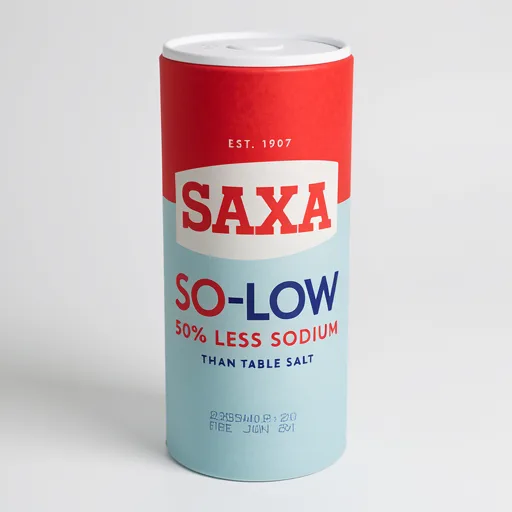 EST. 1907
SAXA
SO-LOW
50% LESS SODIUM
THAN TABLE SALT